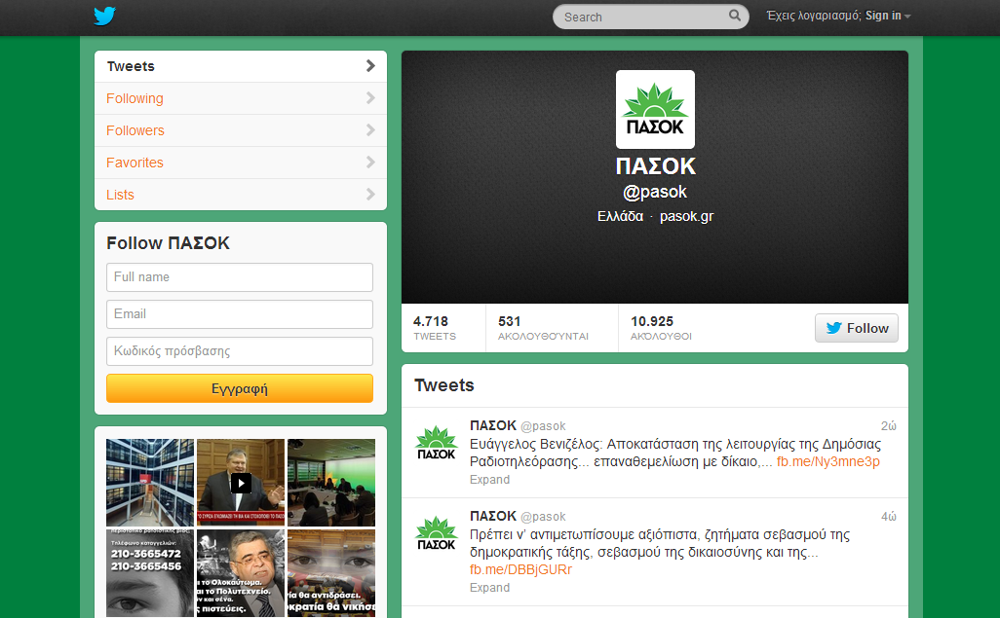 Search
Έχεις λογαριασμό; Sign in
Tweets
Following
Followers
Favorites
Lists
Follow ΠΑΣΟΚ
Full name
Email
Κωδικός πρόσβασης
Εγγραφή
210-3665472
210-3665456
ΠΑΣΟΚ
ΠΑΣΟΚ
@pasok
Ελλάδα · pasok.gr
4.718
TWEETS
531
ΑΚΟΛΟΥΘΟΎΝΤΑΙ
10.925
ΑΚΌΛΟΥΘΟΙ
Follow
Tweets
ΠΑΣΟΚ
ΠΑΣΟΚ @pasok 2ώ
Ευάγγελος Βενιζέλος: Αποκατάσταση της λειτουργίας της Δημόσιας
Ραδιοτηλεόρασης... επαναθεμελίωση με δίκαιο,... fb.me/Ny3mne3p
Expand
ΠΑΣΟΚ
ΠΑΣΟΚ @pasok 4ώ
Πρέπει ν’ αντιμετωπίσουμε αξιόπιστα, ζητήματα σεβασμού της
δημοκρατικής τάξης, σεβασμού της δικαιοσύνης και της...
fb.me/DBBjGURr
Expand